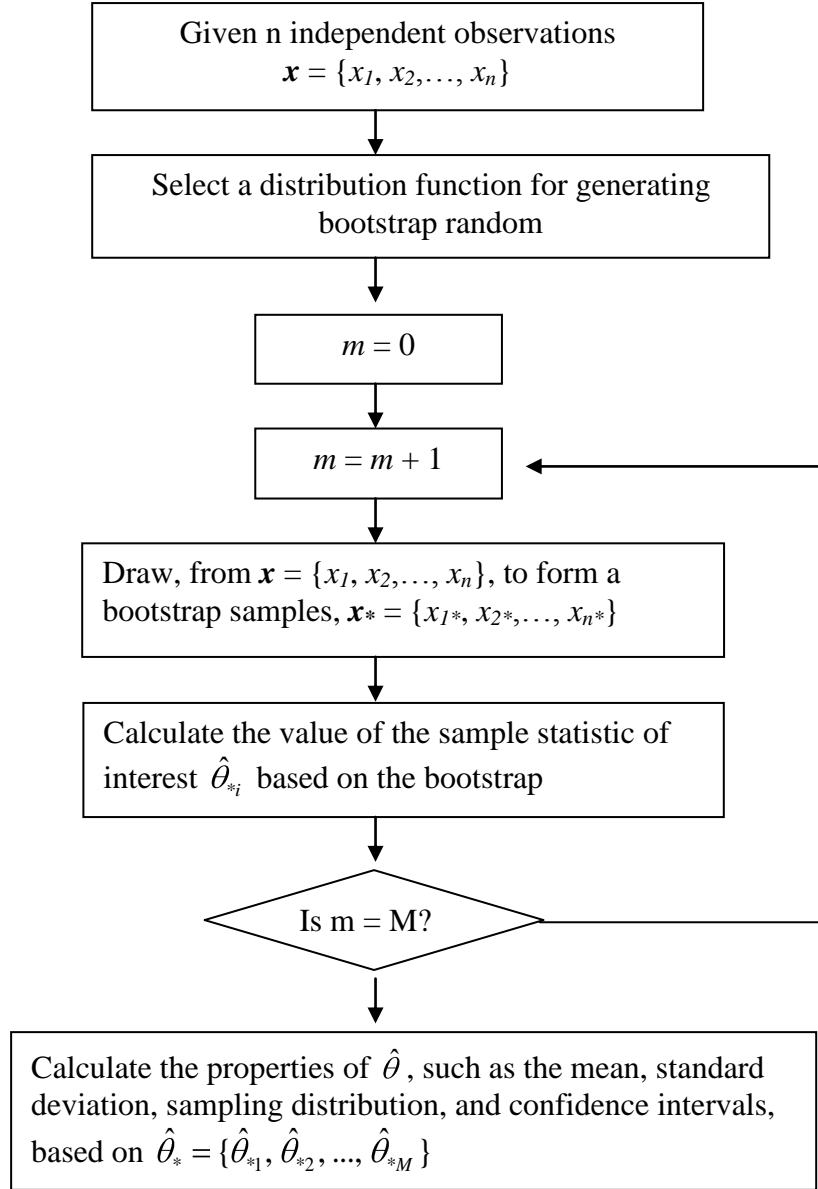 Given n independent observations
x = {x1, x2,…, xn}
Select a distribution function for generating
bootstrap random
m = 0
m = m + 1
Draw, from x = {x1, x2,…, xn}, to form a
bootstrap samples, x* = {x1*, x2*,…, xn*}
Calculate the value of the sample statistic of
interest θ̂*i based on the bootstrap
Is m = M?
Calculate the properties of θ̂ , such as the mean, standard
deviation, sampling distribution, and confidence intervals,
based on θ̂* = {θ̂*1, θ̂*2, ..., θ̂*M }